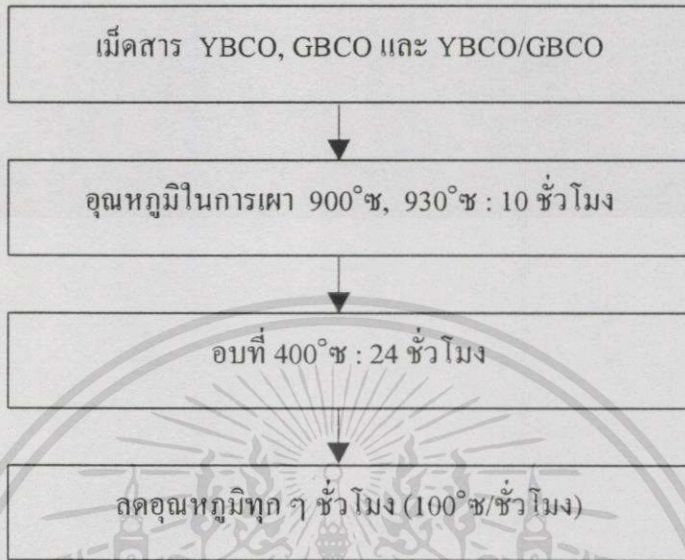 เม็ดสาร YBCO, GBCO และ YBCO/GBCO
อุณหภูมิในการเผา 900°ซ, 930°ซ : 10 ชั่วโมง
อบที่ 400°ซ : 24 ชั่วโมง
ลดอุณหภูมิทุก ๆ ชั่วโมง (100°ซ/ชั่วโมง)